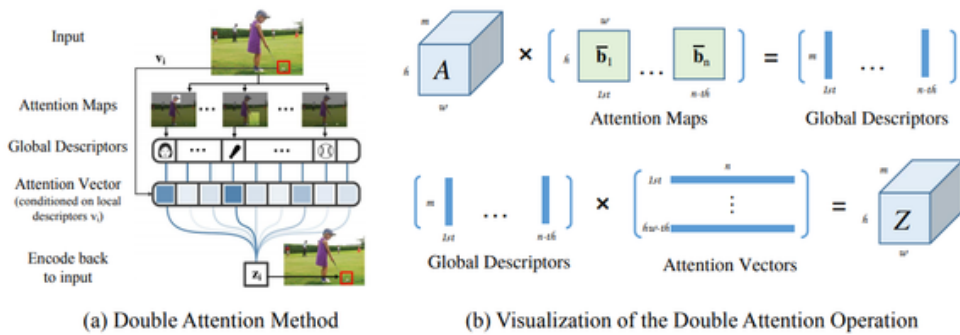 Input
v_i
Attention Maps
...
...
Global Descriptors
...
...
Attention Vector
(conditioned on local
descriptors v_i)
Encode back
to input
z_i
(a) Double Attention Method
m
h
A
w
×
w
h
b̄_1
...
b̄_n
1st
n-th
Attention Maps
=
m
1st
...
n-th
Global Descriptors
m
1st
...
n-th
Global Descriptors
×
n
1st
⋮
hw-th
Attention Vectors
=
m
h
Z
w
(b) Visualization of the Double Attention Operation